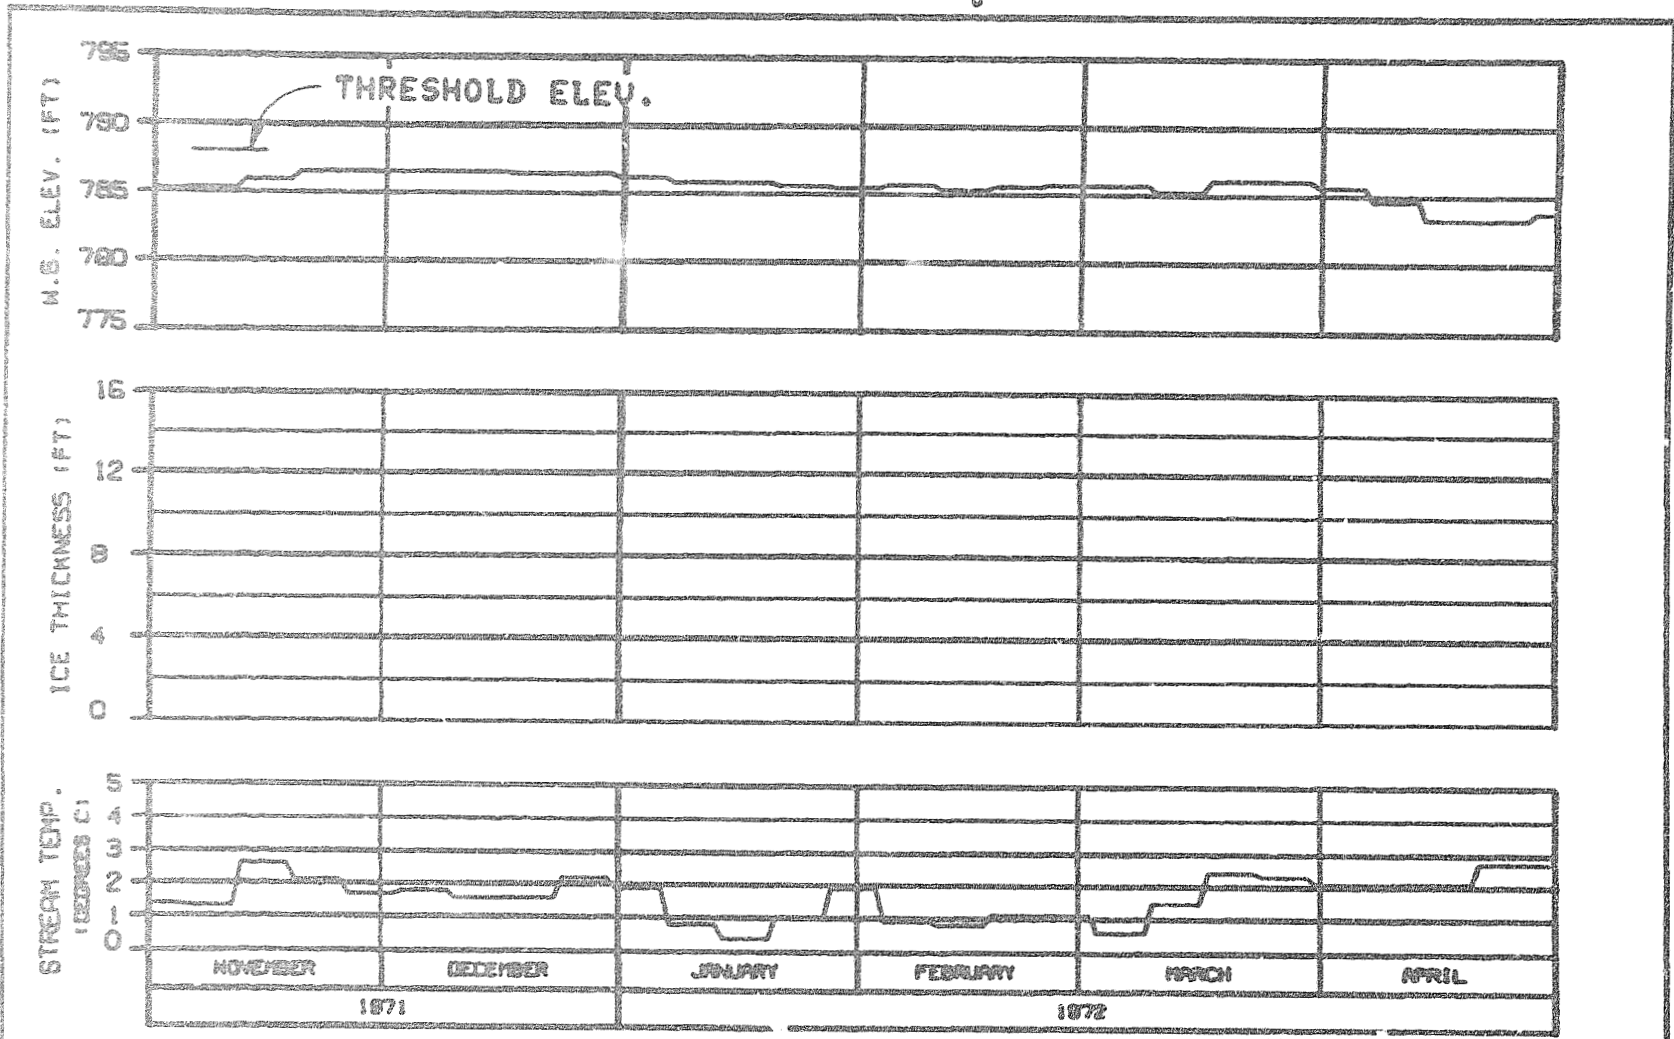 795
THRESHOLD ELEV.
790
785
780
775
W.S. ELEV. (FT)
16
12
8
4
0
ICE THICKNESS (FT)
5
4
3
2
1
0
STREAM TEMP.
(DEGREES C)
NOVEMBER DECEMBER JANUARY FEBRUARY MARCH APRIL
1971 1972